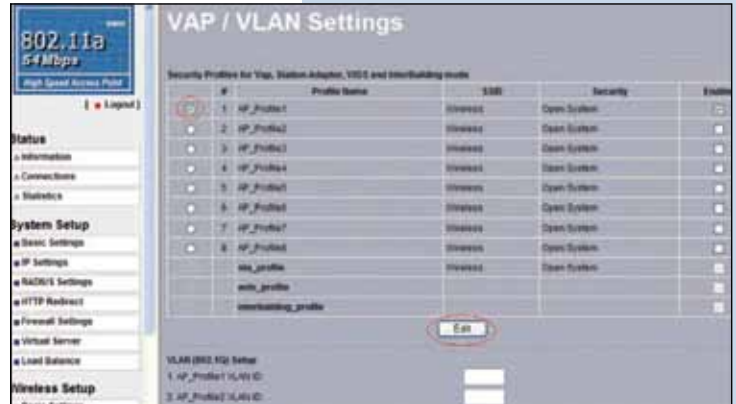 802.11a
54Mbps
High Speed Access Point
[ Logout ]
Status
Information
Connections
Statistics
System Setup
Basic Settings
IP Settings
RADIUS Settings
HTTP Redirect
Firewall Settings
Virtual Server
Load Balance
Wireless Setup
VAP / VLAN Settings
Security Profiles for Vap, Station Adapter, WDS and InterBuilding mode
# Profile Name SSID Security Enable
1 AP_Profile1 Wireless Open System
2 AP_Profile2 Wireless Open System
3 AP_Profile3 Wireless Open System
4 AP_Profile4 Wireless Open System
5 AP_Profile5 Wireless Open System
6 AP_Profile6 Wireless Open System
7 AP_Profile7 Wireless Open System
8 AP_Profile8 Wireless Open System
sta_profile Wireless Open System
wds_profile
interbuilding_profile
Edit
VLAN (802.1Q) Setup
1. AP_Profile1 VLAN ID:
2. AP_Profile2 VLAN ID: